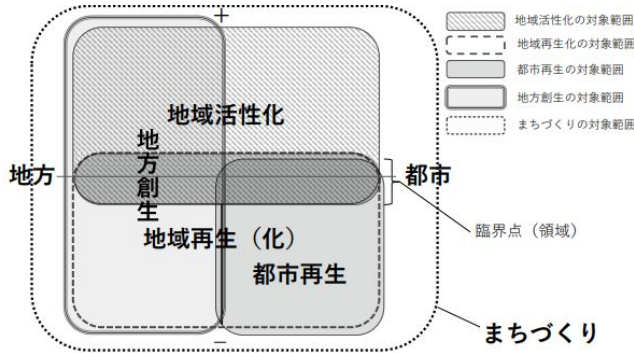 +
地域活性化の対象範囲
地域再生化の対象範囲
都市再生の対象範囲
地方創生の対象範囲
まちづくりの対象範囲
地域活性化
地方創生
地方
都市
地域再生（化）
臨界点（領域）
都市再生
まちづくり
−